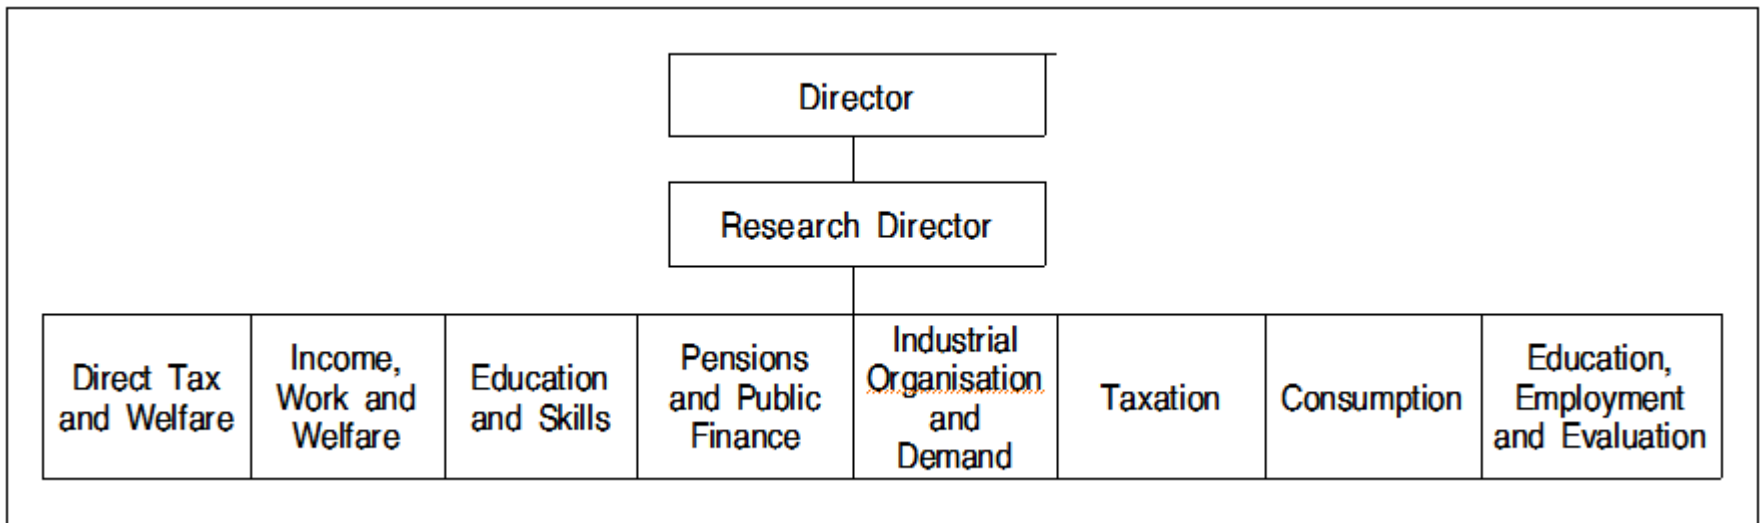 Director
Research Director
Direct Tax
and Welfare
Income,
Work and
Welfare
Education
and Skills
Pensions
and Public
Finance
Industrial
Organisation
and
Demand
Taxation
Consumption
Education,
Employment
and Evaluation